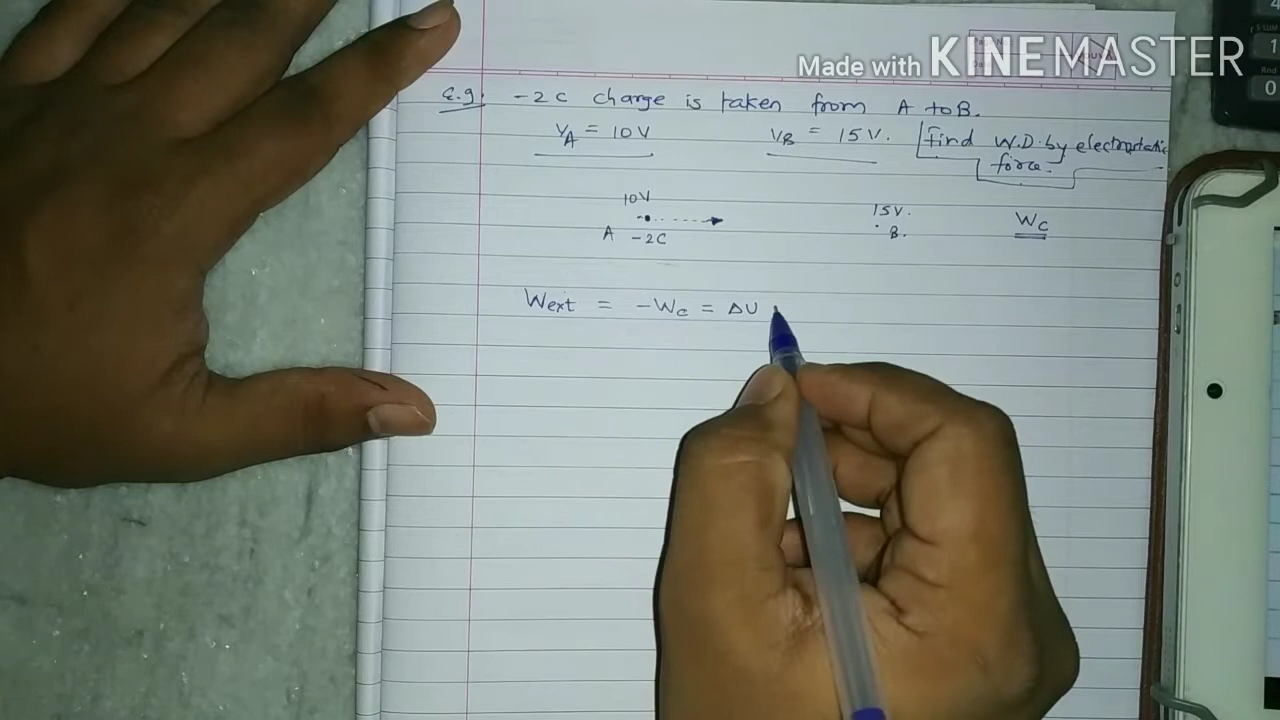 Made with KINEMASTER
e.g. -2C charge is taken from A to B.
VA = 10V VB = 15V. find W.D. by electrostatic force.
10V 15V.
A -2C B. Wc
Wext = -Wc = ΔU